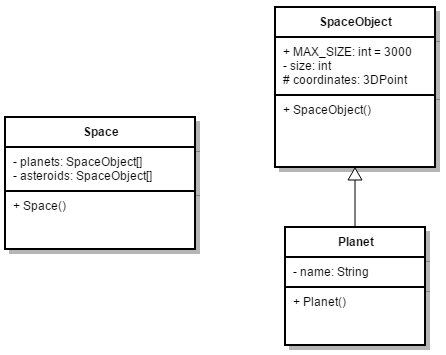 SpaceObject
+ MAX_SIZE: int = 3000
- size: int
# coordinates: 3DPoint
+ SpaceObject()
Space
- planets: SpaceObject[]
- asteroids: SpaceObject[]
+ Space()
Planet
- name: String
+ Planet()